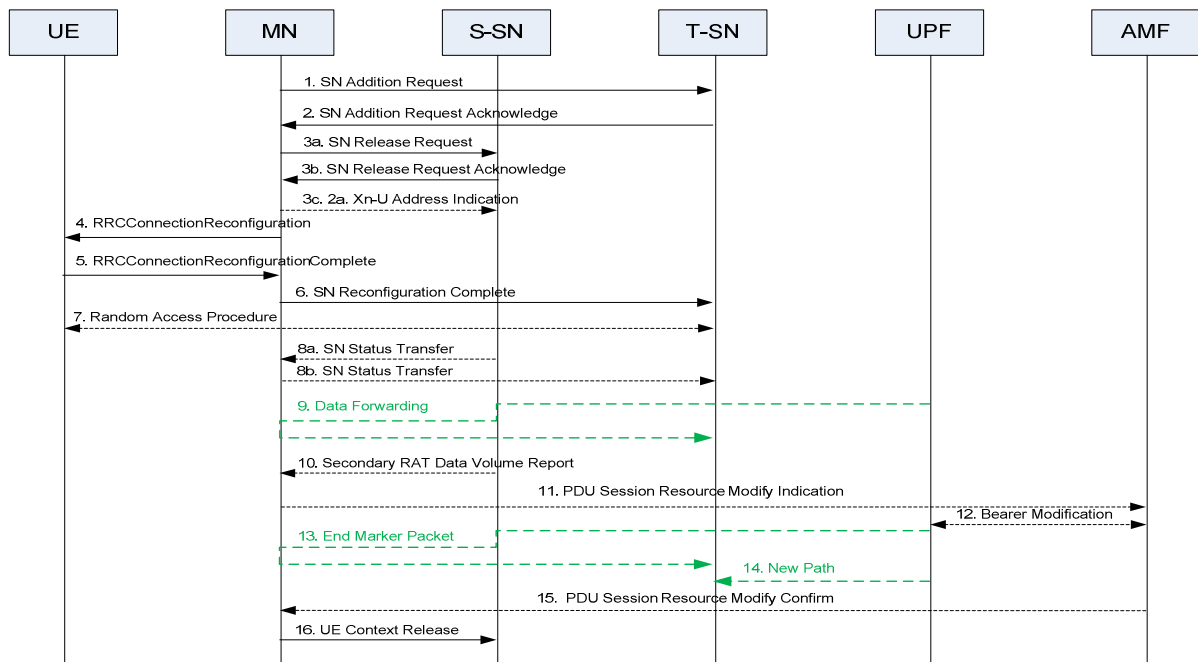 UE MN S-SN T-SN UPF AMF
1. SN Addition Request
2. SN Addition Request Acknowledge
3a. SN Release Request
3b. SN Release Request Acknowledge
3c. 2a. Xn-U Address Indication
4. RRCConnectionReconfiguration
5. RRCConnectionReconfigurationComplete
6. SN Reconfiguration Complete
7. Random Access Procedure
8a. SN Status Transfer
8b. SN Status Transfer
9. Data Forwarding
10. Secondary RAT Data Volume Report
11. PDU Session Resource Modify Indication
12. Bearer Modification
13. End Marker Packet
14. New Path
15. PDU Session Resource Modify Confirm
16. UE Context Release